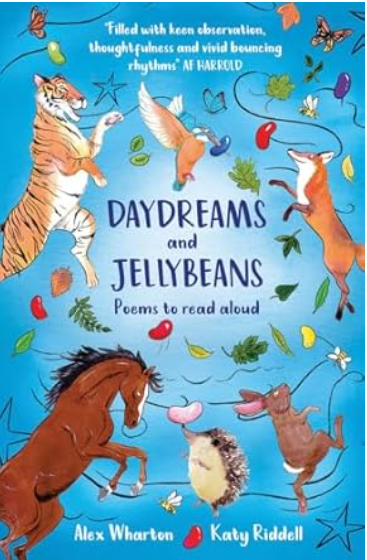 "Filled with keen observation,
thoughtfulness and vivid bouncing
rhythms" AF HARROLD
DAYDREAMS
and
JELLYBEANS
Poems to read aloud
Alex Wharton Katy Riddell